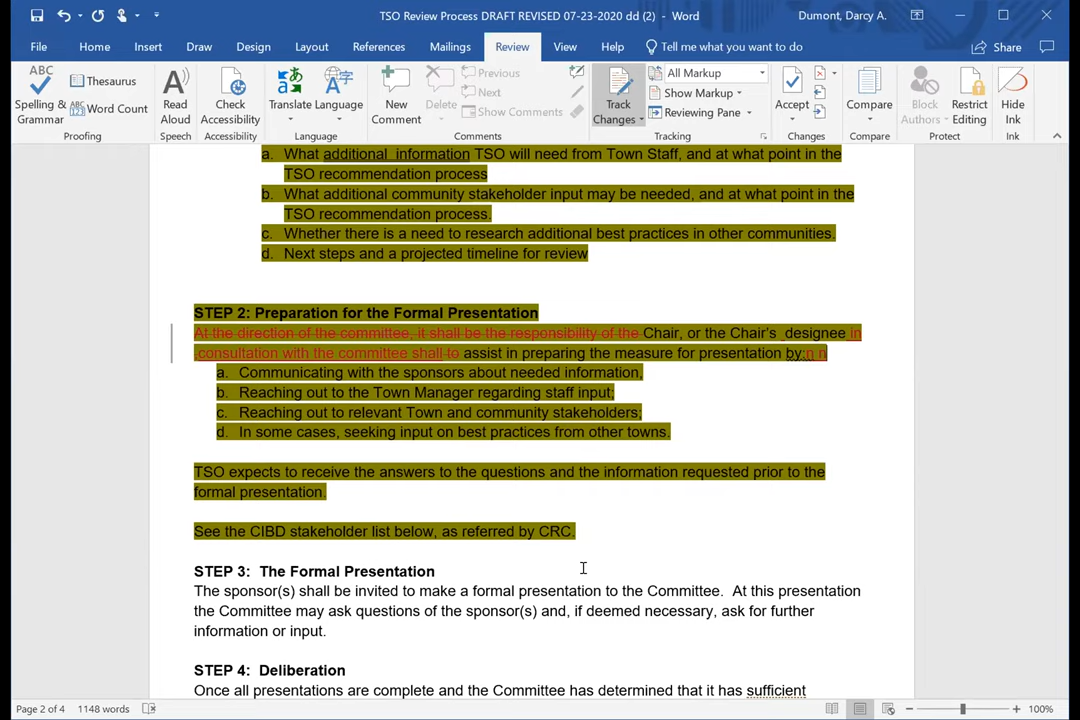 TSO Review Process DRAFT REVISED 07-23-2020 dd (2) - Word
Dumont, Darcy A.
File Home Insert Draw Design Layout References Mailings Review View Help Tell me what you want to do Share
ABC
Spelling & Grammar
Thesaurus
ABC 123 Word Count
Proofing
Read Aloud
Speech
Check Accessibility
Accessibility
Translate
Language
Language
New Comment
Delete
Previous
Next
Show Comments
Comments
Track Changes
All Markup
Show Markup
Reviewing Pane
Tracking
Accept
Changes
Compare
Compare
Block Authors
Restrict Editing
Protect
Hide Ink
Ink
a. What additional information TSO will need from Town Staff, and at what point in the
TSO recommendation process
b. What additional community stakeholder input may be needed, and at what point in the
TSO recommendation process.
c. Whether there is a need to research additional best practices in other communities.
d. Next steps and a projected timeline for review
STEP 2: Preparation for the Formal Presentation
At the direction of the committee, it shall be the responsibility of the Chair, or the Chair's designee in
,consultation with the committee shall to assist in preparing the measure for presentation by:n n
a. Communicating with the sponsors about needed information,
b. Reaching out to the Town Manager regarding staff input;
c. Reaching out to relevant Town and community stakeholders;
d. In some cases, seeking input on best practices from other towns.
TSO expects to receive the answers to the questions and the information requested prior to the
formal presentation.
See the CIBD stakeholder list below, as referred by CRC.
STEP 3: The Formal Presentation
The sponsor(s) shall be invited to make a formal presentation to the Committee. At this presentation
the Committee may ask questions of the sponsor(s) and, if deemed necessary, ask for further
information or input.
STEP 4: Deliberation
Once all presentations are complete and the Committee has determined that it has sufficient
Page 2 of 4 1148 words 100%